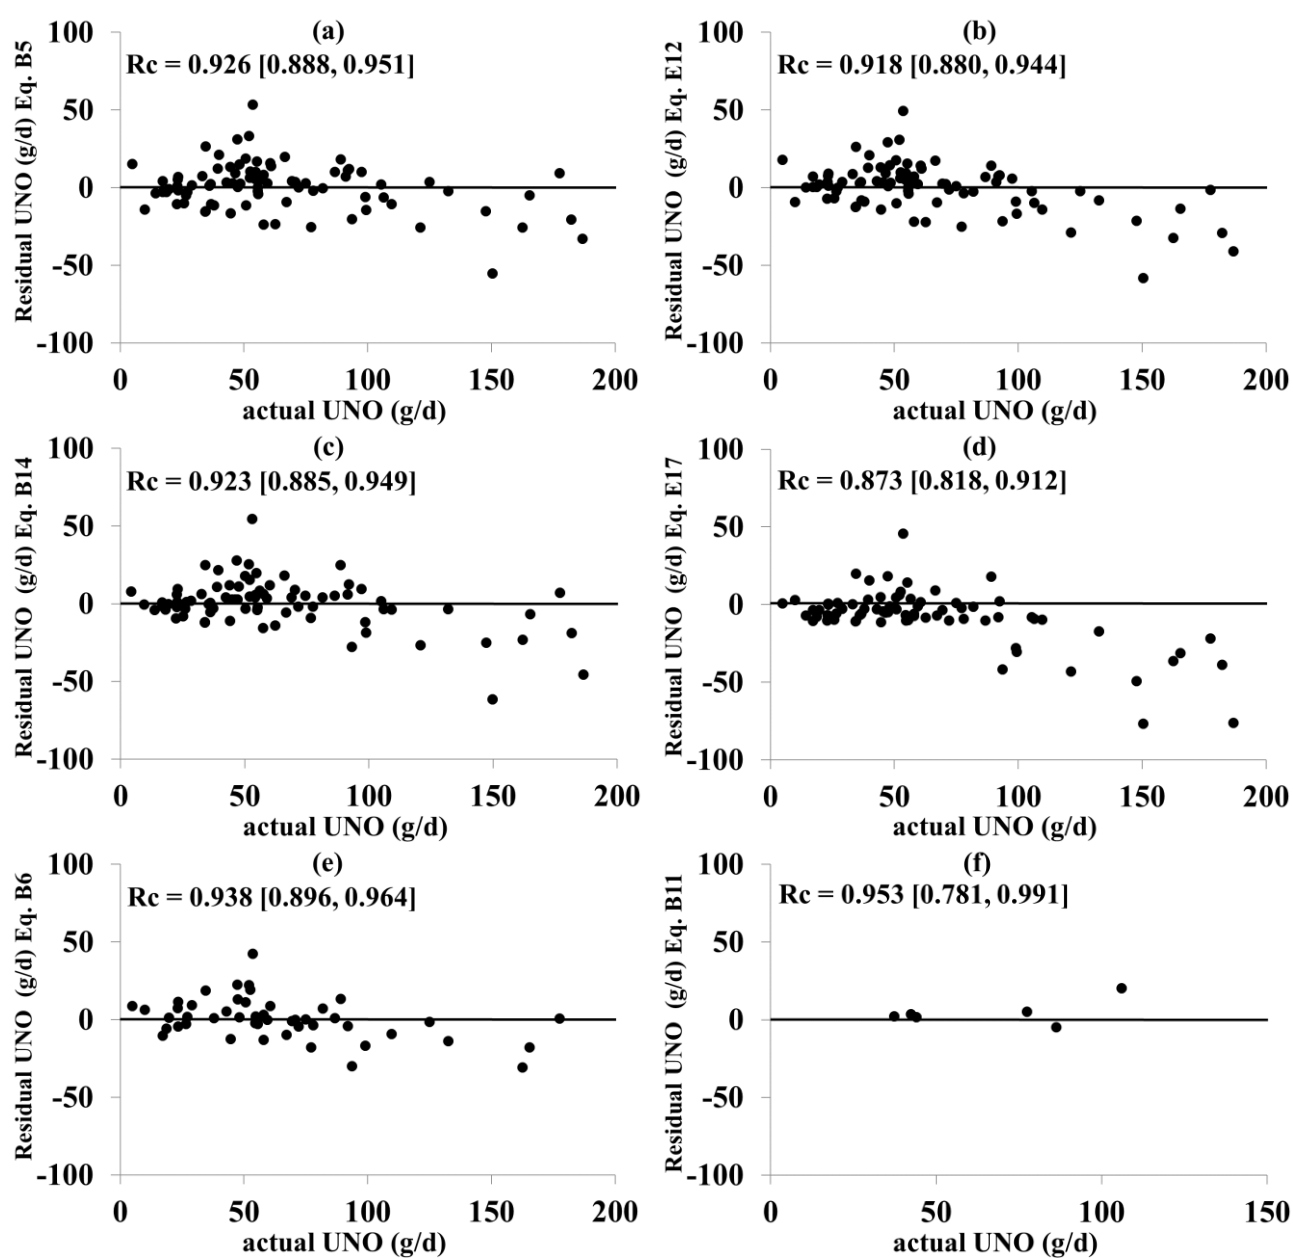 (a)
Rc = 0.926 [0.888, 0.951]
Residual UNO (g/d) Eq. B5
100
50
0
-50
-100
0 50 100 150 200
actual UNO (g/d)
(b)
Rc = 0.918 [0.880, 0.944]
Residual UNO (g/d) Eq. E12
100
50
0
-50
-100
0 50 100 150 200
actual UNO (g/d)
(c)
Rc = 0.923 [0.885, 0.949]
Residual UNO (g/d) Eq. B14
100
50
0
-50
-100
0 50 100 150 200
actual UNO (g/d)
(d)
Rc = 0.873 [0.818, 0.912]
Residual UNO (g/d) Eq. E17
100
50
0
-50
-100
0 50 100 150 200
actual UNO (g/d)
(e)
Rc = 0.938 [0.896, 0.964]
Residual UNO (g/d) Eq. B6
100
50
0
-50
-100
0 50 100 150 200
actual UNO (g/d)
(f)
Rc = 0.953 [0.781, 0.991]
Residual UNO (g/d) Eq. B11
100
50
0
-50
-100
0 50 100 150
actual UNO (g/d)